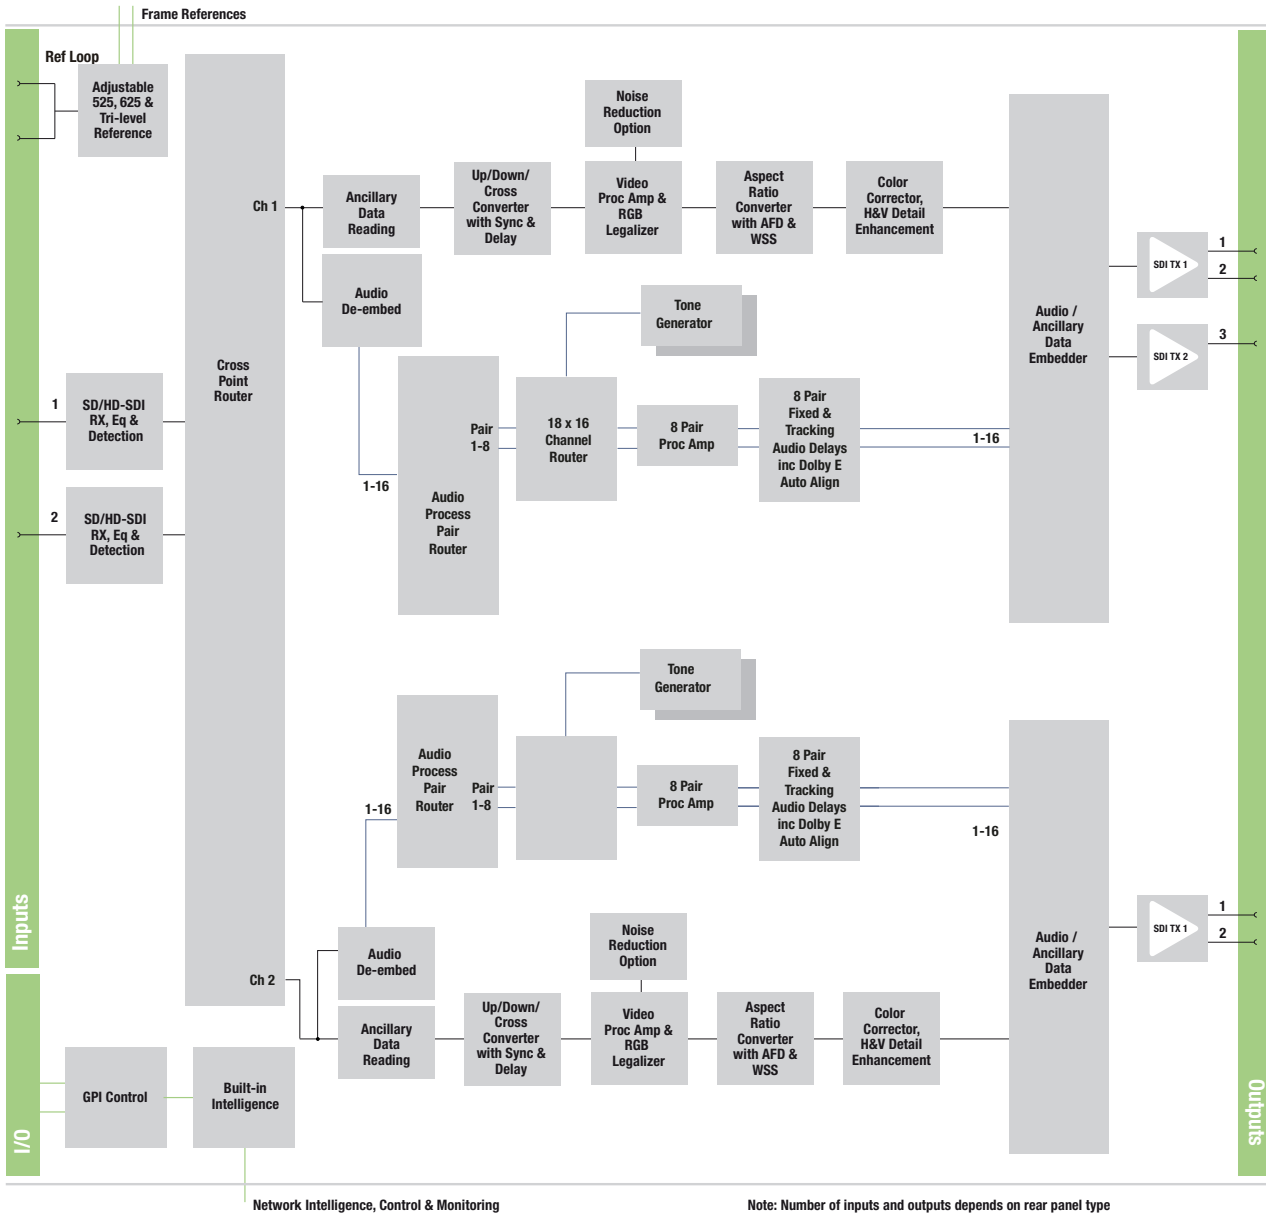 Frame References
Ref Loop
Adjustable
525, 625 &
Tri-level
Reference
Noise
Reduction
Option
Ch 1
Ancillary
Data
Reading
Up/Down/
Cross
Converter
with Sync &
Delay
Video
Proc Amp &
RGB
Legalizer
Aspect
Ratio
Converter
with AFD &
WSS
Color
Corrector,
H&V Detail
Enhancement
Audio
De-embed
Tone
Generator
Audio /
Ancillary
Data
Embedder
SDI TX 1
1
2
SDI TX 2
3
Cross
Point
Router
1
SD/HD-SDI
RX, Eq &
Detection
2
SD/HD-SDI
RX, Eq &
Detection
1-16
Audio
Process
Pair
Router
Pair
1-8
18 x 16
Channel
Router
8 Pair
Proc Amp
8 Pair
Fixed &
Tracking
Audio Delays
inc Dolby E
Auto Align
1-16
Tone
Generator
Audio
Process
Pair
Router
Pair
1-8
1-16
8 Pair
Proc Amp
8 Pair
Fixed &
Tracking
Audio Delays
inc Dolby E
Auto Align
1-16
Inputs
Ch 2
Audio
De-embed
Noise
Reduction
Option
Audio /
Ancillary
Data
Embedder
SDI TX 1
1
2
Ancillary
Data
Reading
Up/Down/
Cross
Converter
with Sync &
Delay
Video
Proc Amp &
RGB
Legalizer
Aspect
Ratio
Converter
with AFD &
WSS
Color
Corrector,
H&V Detail
Enhancement
I/O
GPI Control
Built-in
Intelligence
Outputs
Network Intelligence, Control & Monitoring
Note: Number of inputs and outputs depends on rear panel type